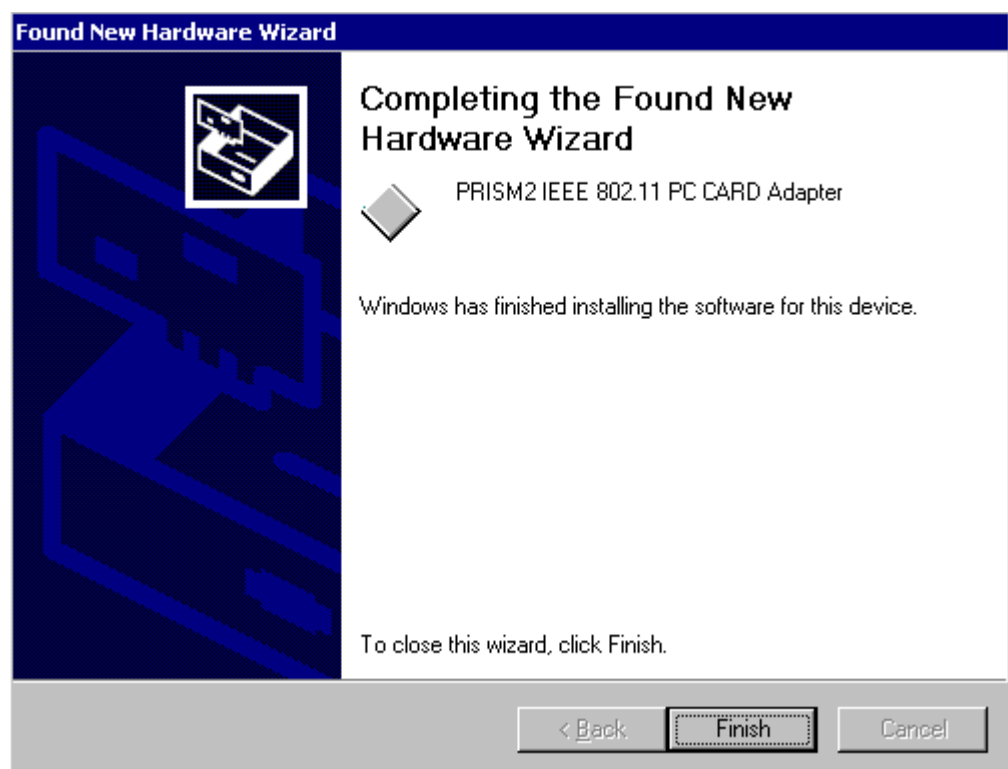 Found New Hardware Wizard
Completing the Found New
Hardware Wizard
PRISM2 IEEE 802.11 PC CARD Adapter
Windows has finished installing the software for this device.
To close this wizard, click Finish.
< Back
Finish
Cancel